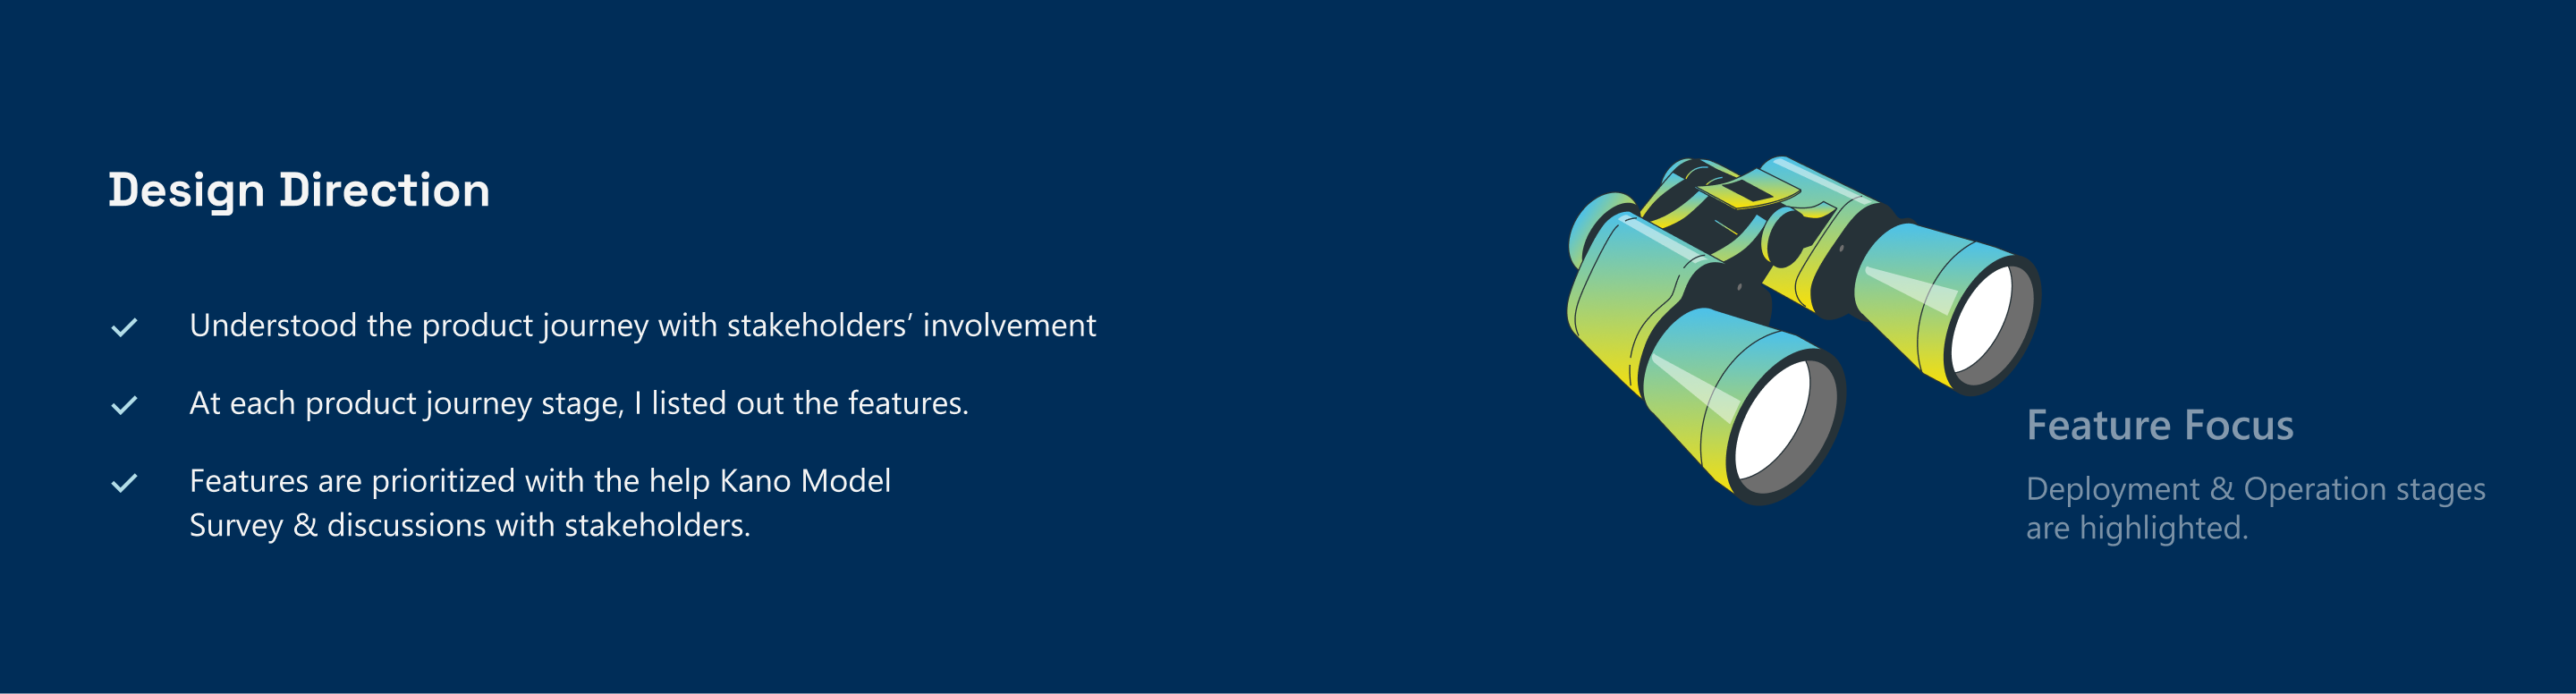 Design Direction
Understood the product journey with stakeholders’ involvement
At each product journey stage, I listed out the features.
Features are prioritized with the help Kano Model
Survey & discussions with stakeholders.
Feature Focus
Deployment & Operation stages
are highlighted.